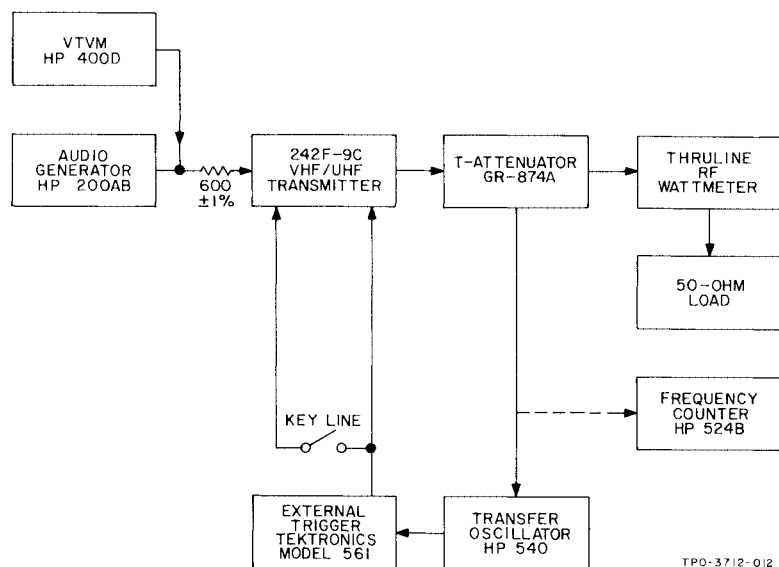 VTVM
HP 400D
AUDIO
GENERATOR
HP 200AB
600
±1%
242F-9C
VHF/UHF
TRANSMITTER
T-ATTENUATOR
GR-874A
THRULINE
RF
WATTMETER
50-OHM
LOAD
KEY LINE
FREQUENCY
COUNTER
HP 524B
EXTERNAL
TRIGGER
TEKTRONICS
MODEL 561
TRANSFER
OSCILLATOR
HP 540
TPO-3712-012